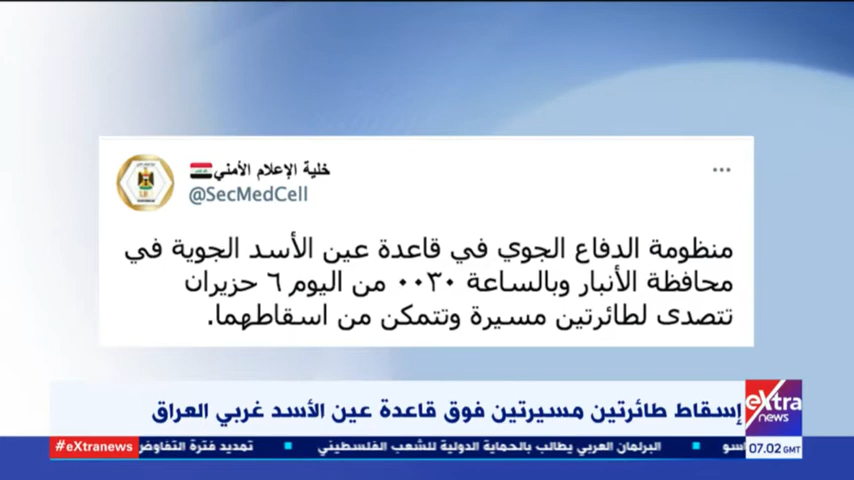 خلية الإعلام الأمني
@SecMedCell
منظومة الدفاع الجوي في قاعدة عين الأسد الجوية في
محافظة الأنبار وبالساعة ٠٠٣٠ من اليوم ٦ حزيران
تتصدى لطائرتين مسيرة وتتمكن من اسقاطهما.
إسقاط طائرتين مسيرتين فوق قاعدة عين الأسد غربي العراق
eXtra
news
#eXtranews
البرلمان العربي يطالب بالحماية الدولية للشعب الفلسطيني
تمديد فترة التفاوض
07.02 GMT